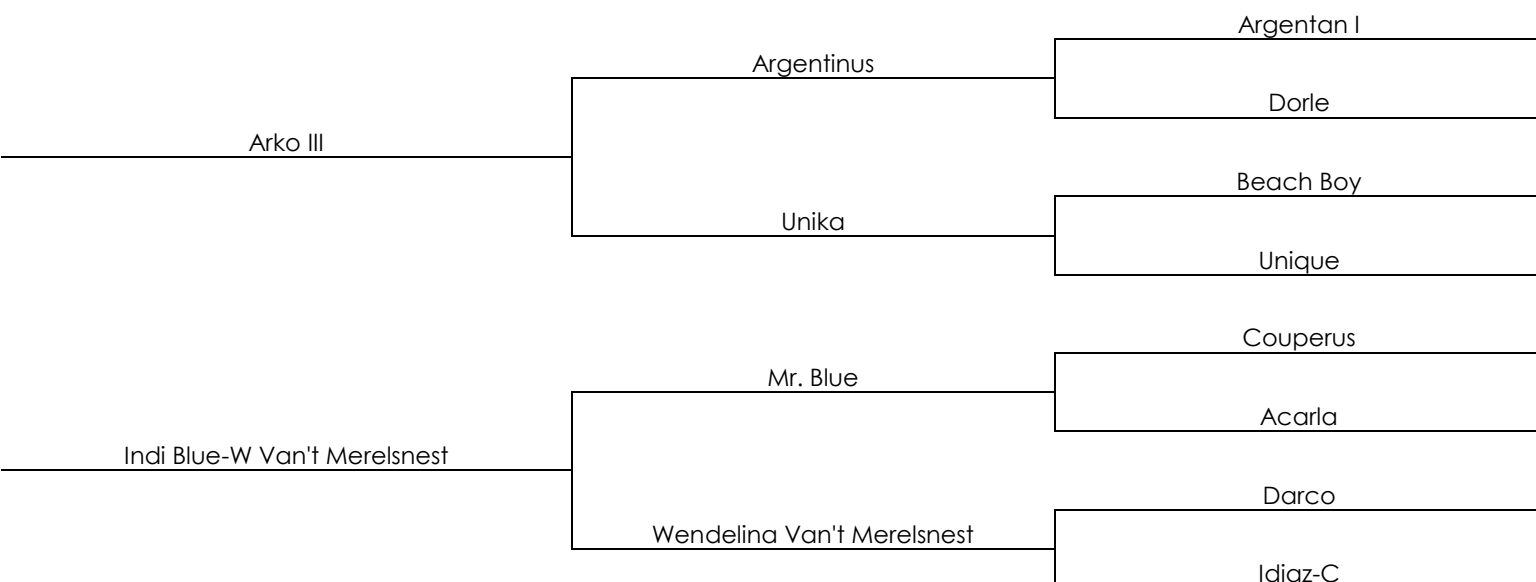 Argentan I
Argentinus
Dorle
Arko III
Beach Boy
Unika
Unique
Couperus
Mr. Blue
Acarla
Indi Blue-W Van't Merelsnest
Darco
Wendelina Van't Merelsnest
Idjaz-C